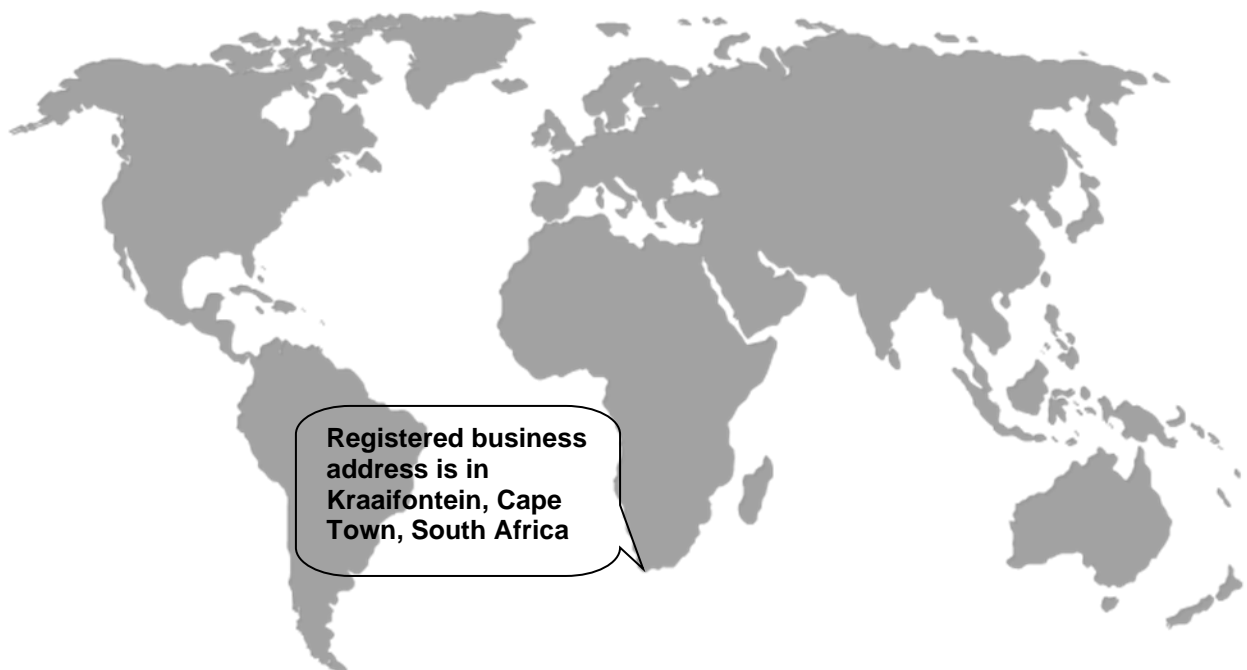 Registered business
address is in
Kraaifontein, Cape
Town, South Africa